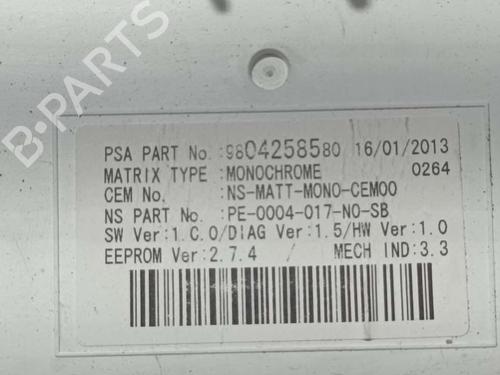 B-PARTS
PSA PART No.:9804258580 16/01/2013
MATRIX TYPE :MONOCHROME 0264
CEM No. :NS-MATT-MONO-CEM00
NS PART No. :PE-0004-017-N0-SB
SW Ver:1.C.0/DIAG Ver:1.5/HW Ver:1.0
EEPROM Ver:2.7.4 MECH IND:3.3